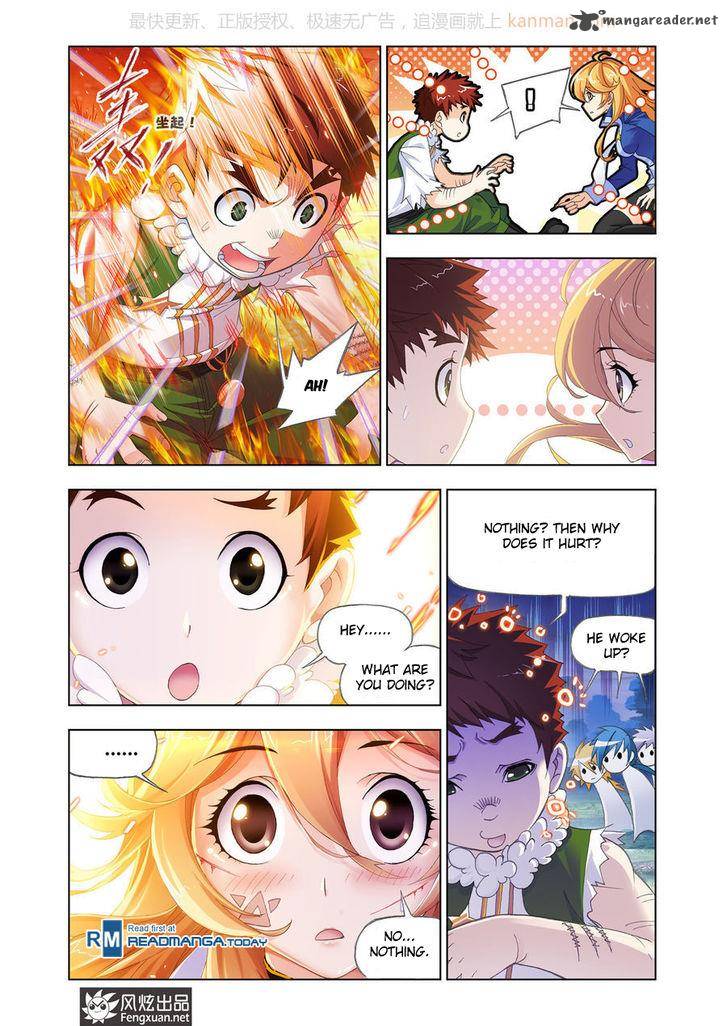 最快更新、正版授权、极速无广告，追漫画就上 kanman
mangareader.net
坐起！
AH!
!
HEY......
WHAT ARE
YOU DOING?
NOTHING? THEN WHY
DOES IT HURT?
HE WOKE
UP?
......
NO...
NOTHING.
RM
Read first at
READMANGA.TODAY
风炫出品
Fengxuan.net